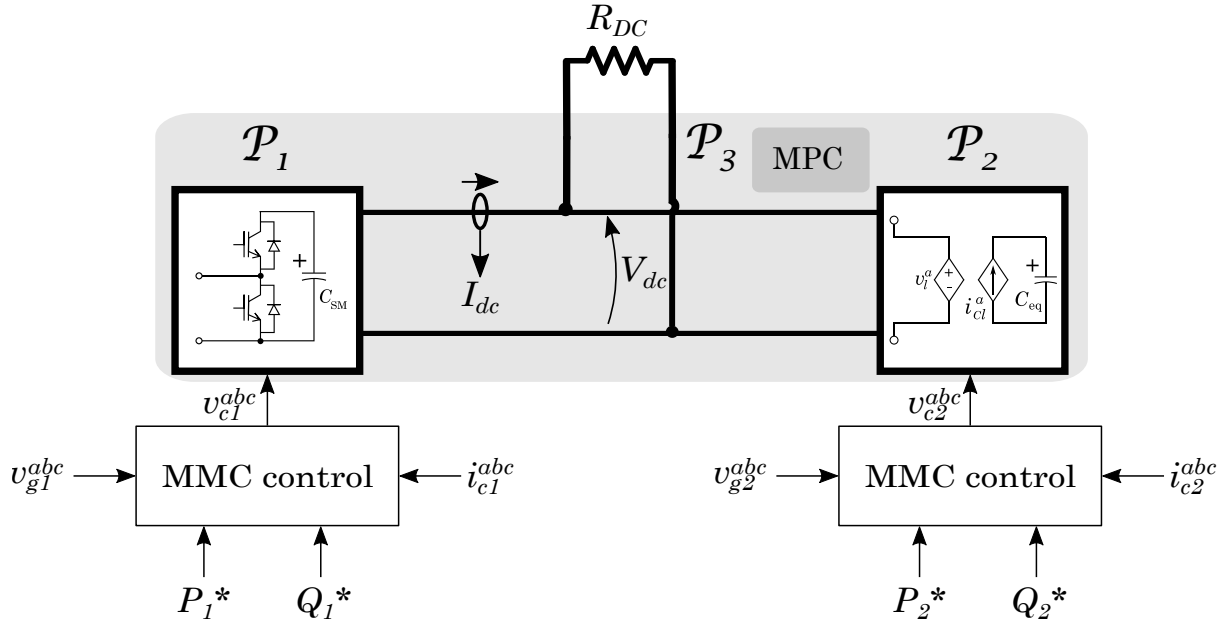 R_DC
𝒫_1
𝒫_3
MPC
𝒫_2
+
C_SM
I_dc
V_dc
v_l^a
+
-
i_Cl^a
+
C_eq
v_c1^abc
v_c2^abc
v_g1^abc
MMC control
i_c1^abc
v_g2^abc
MMC control
i_c2^abc
P_1*
Q_1*
P_2*
Q_2*